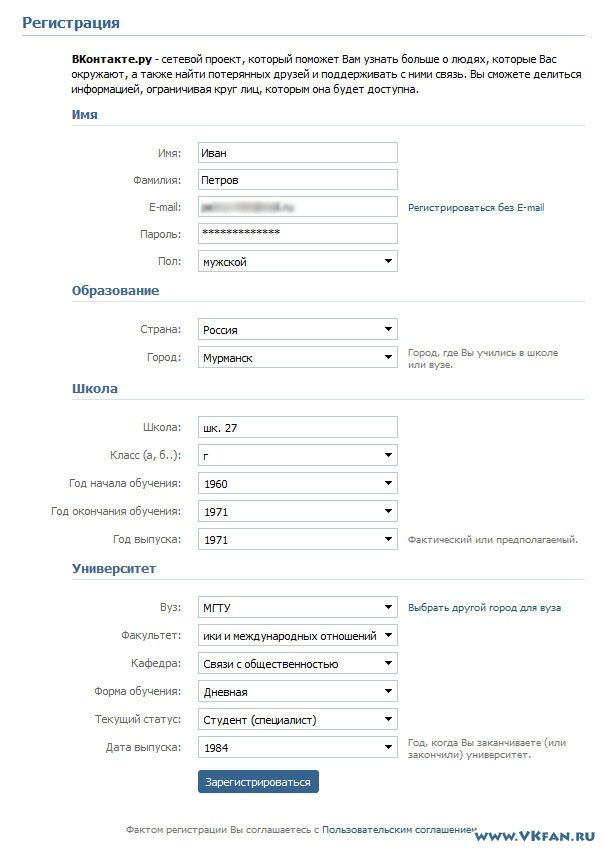 Регистрация
ВКонтакте.ру - сетевой проект, который поможет Вам узнать больше о людях, которые Вас
окружают, а также найти потерянных друзей и поддерживать с ними связь. Вы сможете делиться
информацией, ограничивая круг лиц, которым она будет доступна.
Имя
Имя: Иван
Фамилия: Петров
E-mail: Регистрироваться без E-mail
Пароль: *************
Пол: мужской
Образование
Страна: Россия
Город: Мурманск Город, где Вы учились в школе
или вузе.
Школа
Школа: шк. 27
Класс (а, б..): г
Год начала обучения: 1960
Год окончания обучения: 1971
Год выпуска: 1971 Фактический или предполагаемый.
Университет
Вуз: МГТУ Выбрать другой город для вуза
Факультет: ики и международных отношений
Кафедра: Связи с общественностью
Форма обучения: Дневная
Текущий статус: Студент (специалист)
Дата выпуска: 1984 Год, когда Вы заканчиваете (или
закончили) университет.
Зарегистрироваться
Фактом регистрации Вы соглашаетесь с Пользовательским соглашением.
www.VKfan.ru